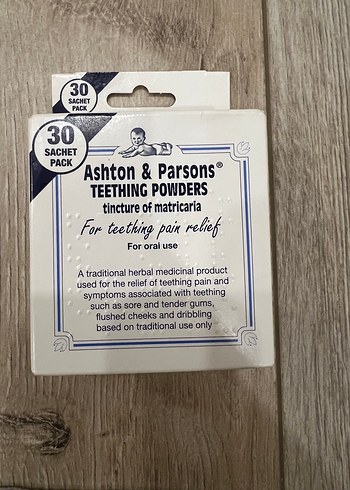 30
SACHET
PACK
30
SACHET
PACK
Ashton & Parsons®
TEETHING POWDERS
tincture of matricaria
For teething pain relief
For oral use
A traditional herbal medicinal product
used for the relief of teething pain and
symptoms associated with teething
such as sore and tender gums,
flushed cheeks and dribbling
based on traditional use only